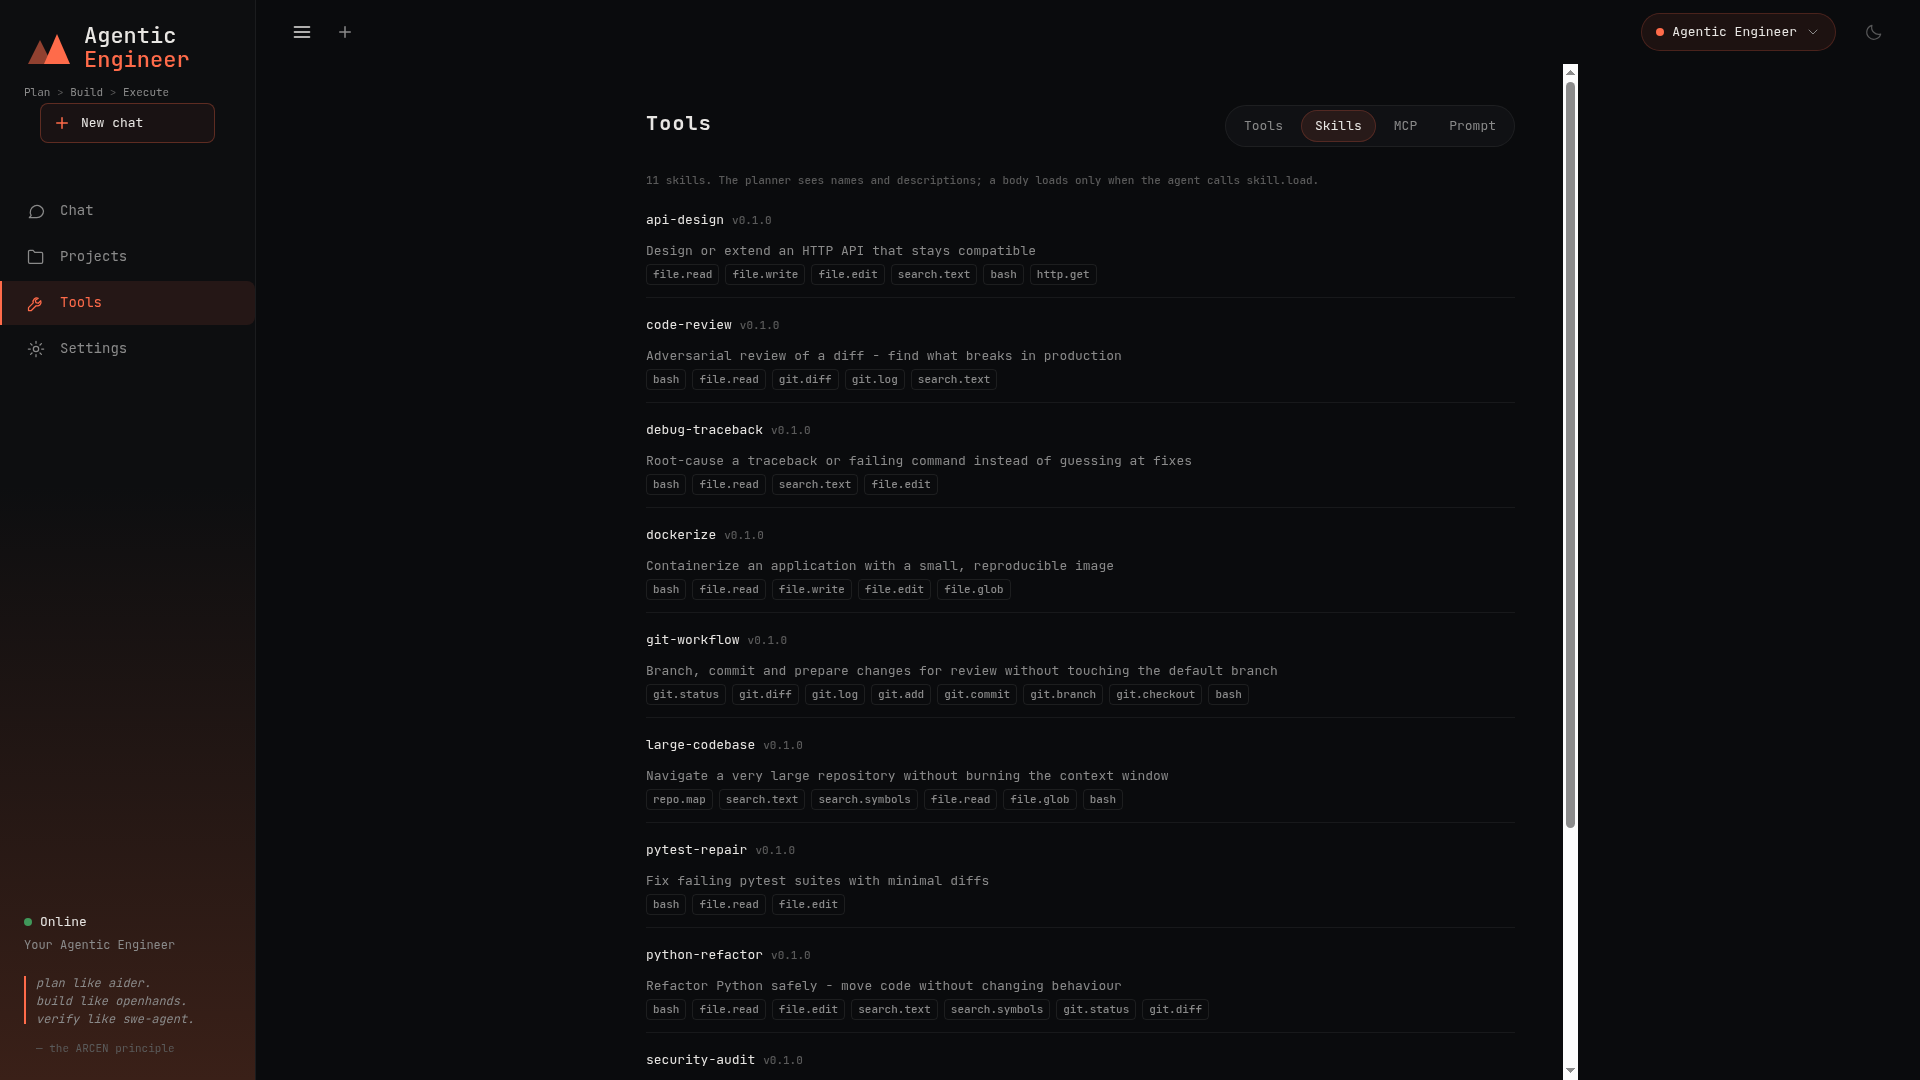 Agentic
Engineer
Plan > Build > Execute
New chat
Chat
Projects
Tools
Settings
Online
Your Agentic Engineer
plan like aider.
build like openhands.
verify like swe-agent.
— the ARCEN principle
Agentic Engineer
Tools
Tools Skills MCP Prompt
11 skills. The planner sees names and descriptions; a body loads only when the agent calls skill.load.
api-design v0.1.0
Design or extend an HTTP API that stays compatible
file.read file.write file.edit search.text bash http.get
code-review v0.1.0
Adversarial review of a diff - find what breaks in production
bash file.read git.diff git.log search.text
debug-traceback v0.1.0
Root-cause a traceback or failing command instead of guessing at fixes
bash file.read search.text file.edit
dockerize v0.1.0
Containerize an application with a small, reproducible image
bash file.read file.write file.edit file.glob
git-workflow v0.1.0
Branch, commit and prepare changes for review without touching the default branch
git.status git.diff git.log git.add git.commit git.branch git.checkout bash
large-codebase v0.1.0
Navigate a very large repository without burning the context window
repo.map search.text search.symbols file.read file.glob bash
pytest-repair v0.1.0
Fix failing pytest suites with minimal diffs
bash file.read file.edit
python-refactor v0.1.0
Refactor Python safely - move code without changing behaviour
bash file.read file.edit search.text search.symbols git.status git.diff
security-audit v0.1.0